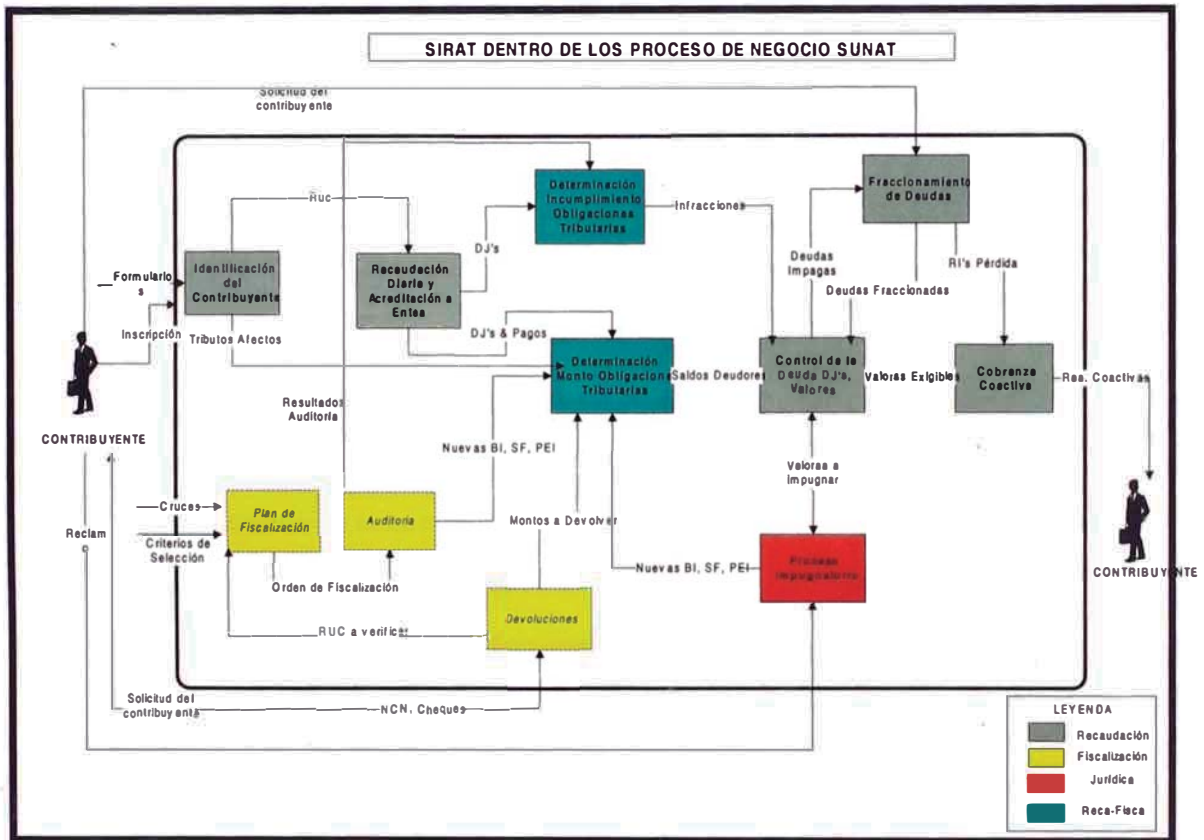 SIRAT DENTRO DE LOS PROCESO DE NEGOCIO SUNAT
Solicitud del
contribuyente
Ruc
Determinación
Incumplimiento
Obligaciones
Tributarias
Infracciones
Fraccionamiento
de Deudas
DJ's
Deudas
Impagas
RI's Pérdida
Deudas Fraccionadas
Formulario
s
Identificación
del
Contribuyente
Recaudación
Diaria y
Acreditación a
Entes
Inscripción
Tributos Afectos
DJ's & Pagos
Determinación
Monto Obligaciones
Tributarias
Saldos Deudores
Control de la
Deuda DJ's,
Valores
Valores Exigibles
Cobranza
Coactiva
Res. Coactivas
Resultados
Auditoría
CONTRIBUYENTE
Nuevas BI, SF, PEI
Valores a
Impugnar
Cruces
Plan de
Fiscalización
Auditoría
Montos a Devolver
Reclam
Criterios de
Selección
Orden de Fiscalización
Nuevas BI, SF, PEI
Proceso
Impugnatorio
CONTRIBUYENTE
Devoluciones
RUC a verificar
Solicitud del
contribuyente
NCN, Cheques
LEYENDA
Recaudación
Fiscalización
Jurídica
Reca-Fisca